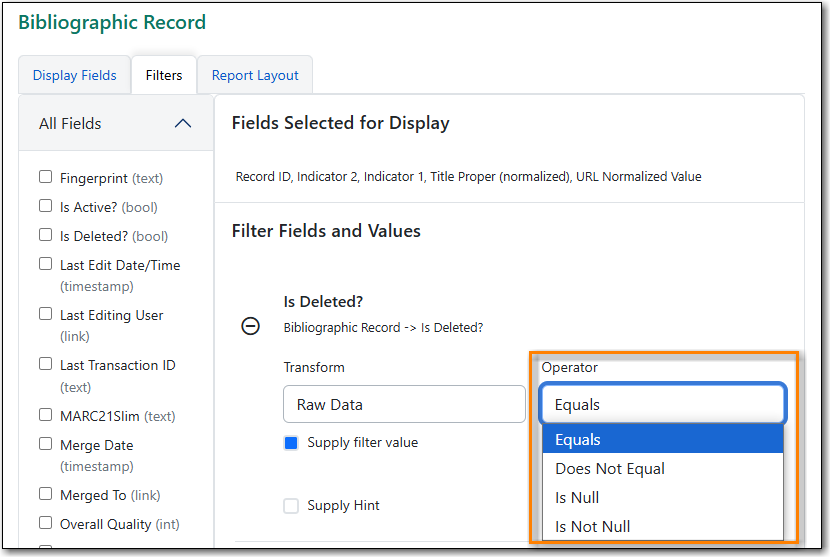 Bibliographic Record
Display Fields
Filters
Report Layout
All Fields
Fingerprint (text)
Is Active? (bool)
Is Deleted? (bool)
Last Edit Date/Time
(timestamp)
Last Editing User
(link)
Last Transaction ID
(text)
MARC21Slim (text)
Merge Date
(timestamp)
Merged To (link)
Overall Quality (int)
Fields Selected for Display
Record ID, Indicator 2, Indicator 1, Title Proper (normalized), URL Normalized Value
Filter Fields and Values
Is Deleted?
Bibliographic Record -> Is Deleted?
Transform
Raw Data
Supply filter value
Supply Hint
Operator
Equals
Equals
Does Not Equal
Is Null
Is Not Null